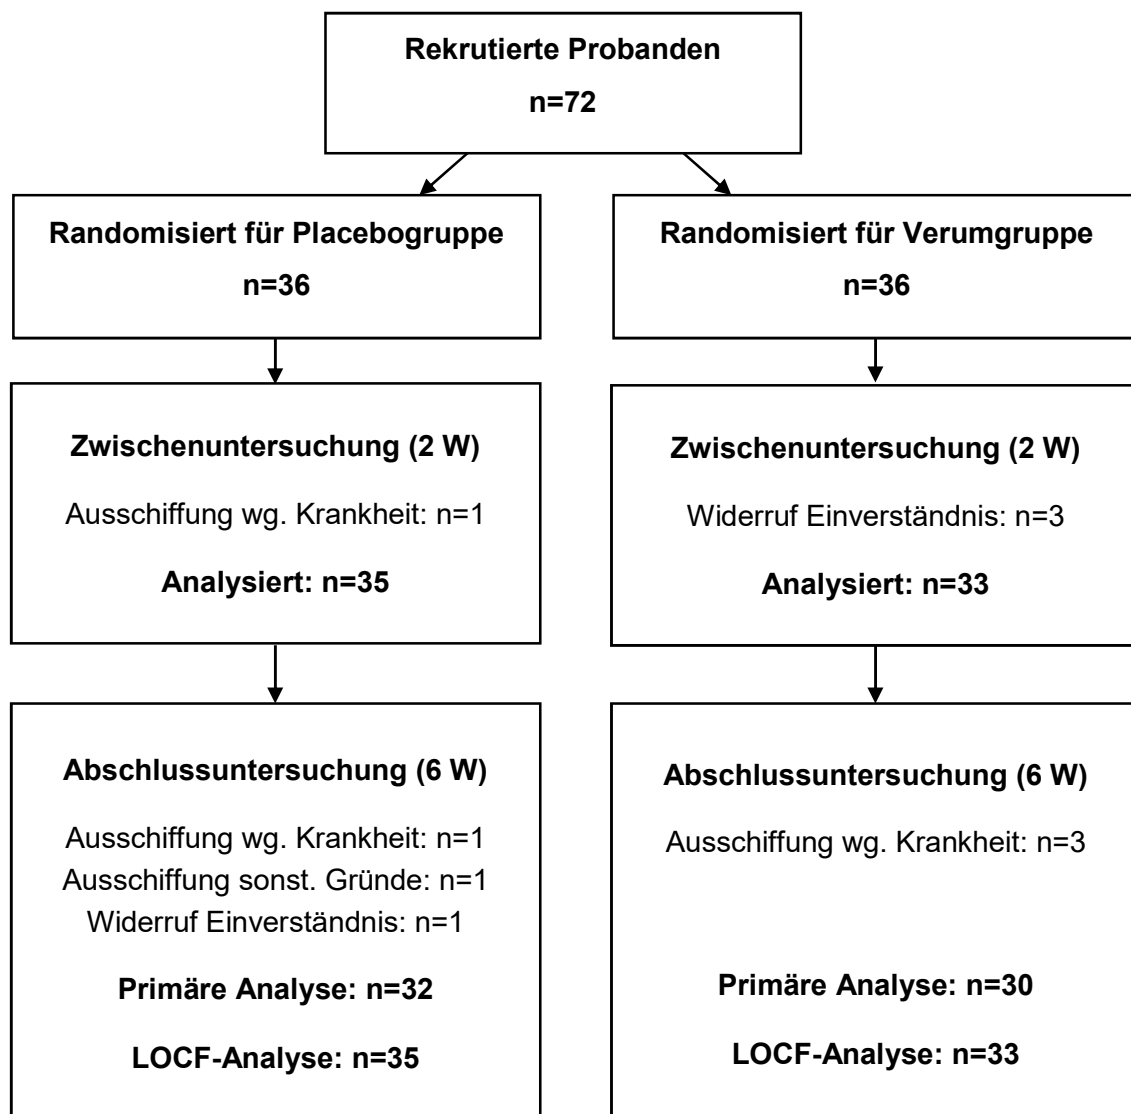 Rekrutierte Probanden
n=72
Randomisiert für Placebogruppe
n=36
Randomisiert für Verumgruppe
n=36
Zwischenuntersuchung (2 W)
Ausschiffung wg. Krankheit: n=1
Analysiert: n=35
Zwischenuntersuchung (2 W)
Widerruf Einverständnis: n=3
Analysiert: n=33
Abschlussuntersuchung (6 W)
Ausschiffung wg. Krankheit: n=1
Ausschiffung sonst. Gründe: n=1
Widerruf Einverständnis: n=1
Primäre Analyse: n=32
LOCF-Analyse: n=35
Abschlussuntersuchung (6 W)
Ausschiffung wg. Krankheit: n=3
Primäre Analyse: n=30
LOCF-Analyse: n=33